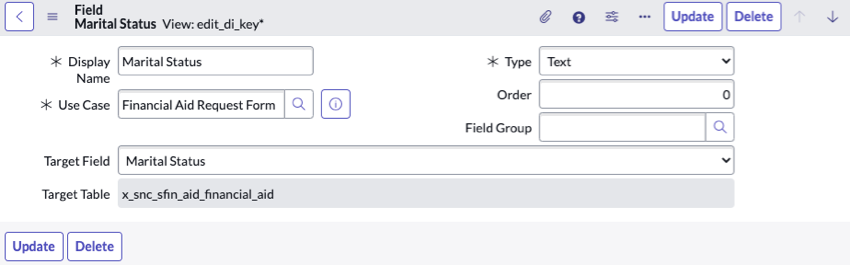 Field
Marital Status View: edit_di_key*
Update Delete
* Display Name Marital Status
* Type Text
* Use Case Financial Aid Request Form
Order 0
Field Group
Target Field Marital Status
Target Table x_snc_sfin_aid_financial_aid
Update Delete